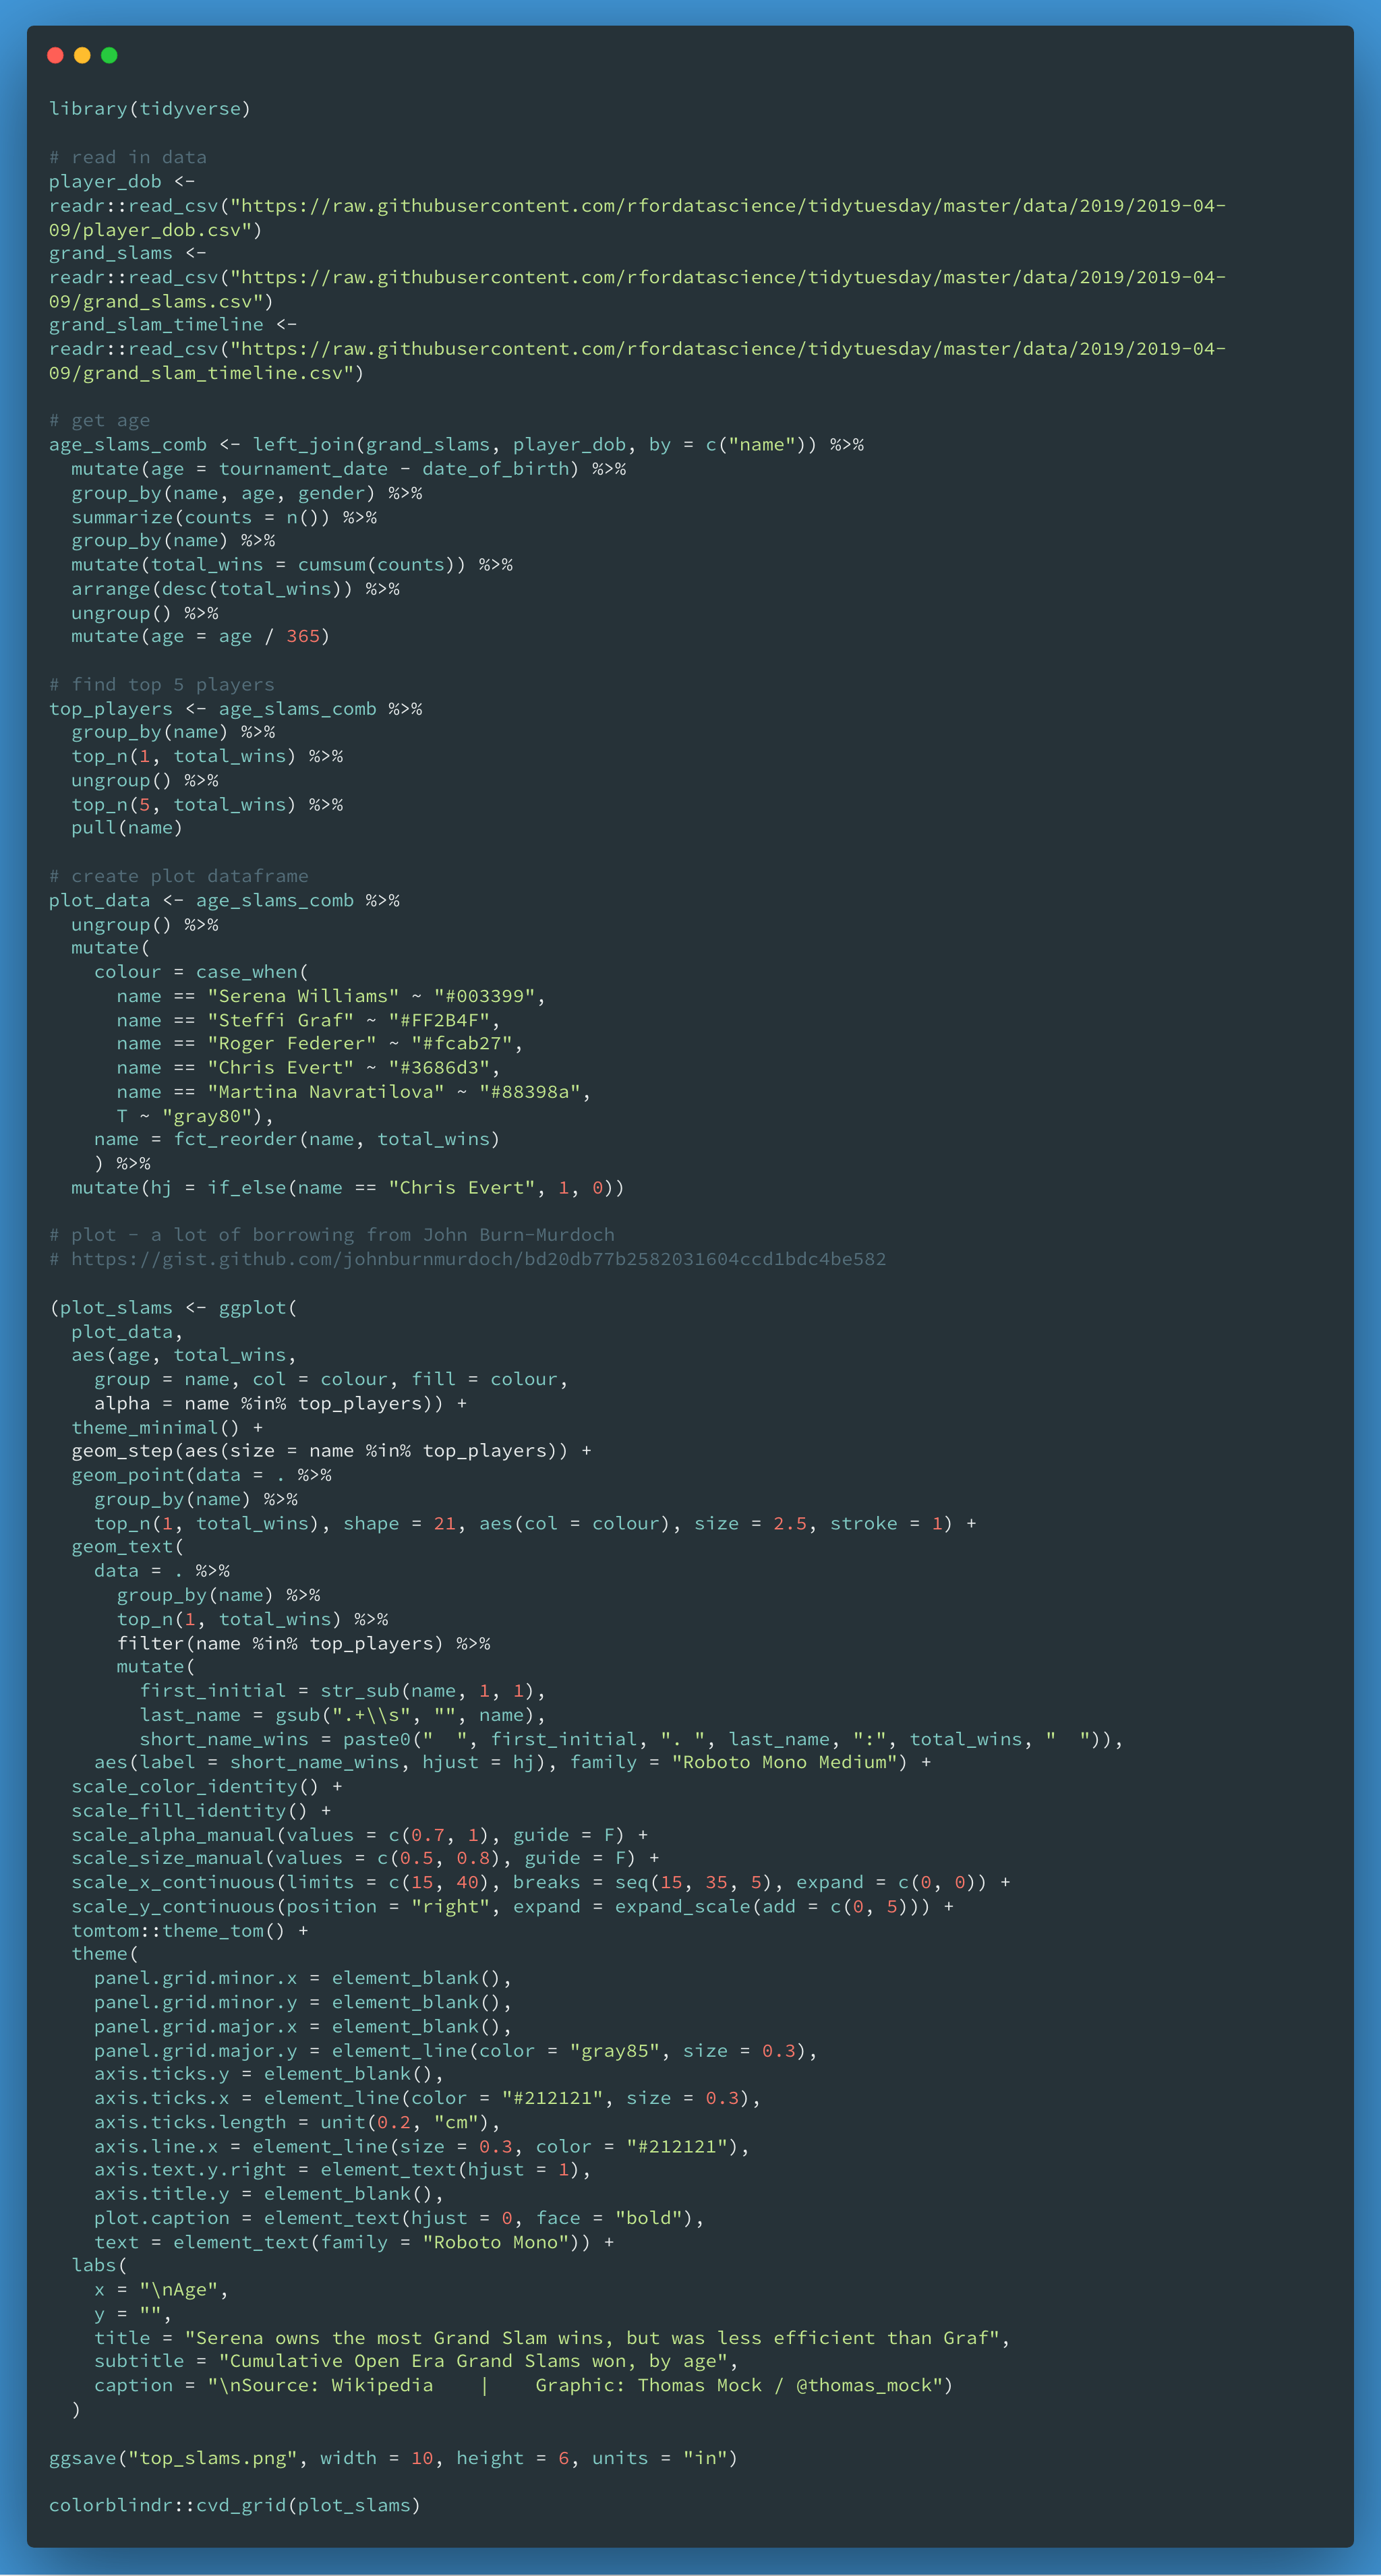 library(tidyverse)

# read in data
player_dob <-
readr::read_csv("https://raw.githubusercontent.com/rfordatascience/tidytuesday/master/data/2019/2019-04-
09/player_dob.csv")
grand_slams <-
readr::read_csv("https://raw.githubusercontent.com/rfordatascience/tidytuesday/master/data/2019/2019-04-
09/grand_slams.csv")
grand_slam_timeline <-
readr::read_csv("https://raw.githubusercontent.com/rfordatascience/tidytuesday/master/data/2019/2019-04-
09/grand_slam_timeline.csv")

# get age
age_slams_comb <- left_join(grand_slams, player_dob, by = c("name")) %>%
  mutate(age = tournament_date - date_of_birth) %>%
  group_by(name, age, gender) %>%
  summarize(counts = n()) %>%
  group_by(name) %>%
  mutate(total_wins = cumsum(counts)) %>%
  arrange(desc(total_wins)) %>%
  ungroup() %>%
  mutate(age = age / 365)

# find top 5 players
top_players <- age_slams_comb %>%
  group_by(name) %>%
  top_n(1, total_wins) %>%
  ungroup() %>%
  top_n(5, total_wins) %>%
  pull(name)

# create plot dataframe
plot_data <- age_slams_comb %>%
  ungroup() %>%
  mutate(
    colour = case_when(
      name == "Serena Williams" ~ "#003399",
      name == "Steffi Graf" ~ "#FF2B4F",
      name == "Roger Federer" ~ "#fcab27",
      name == "Chris Evert" ~ "#3686d3",
      name == "Martina Navratilova" ~ "#88398a",
      T ~ "gray80"),
    name = fct_reorder(name, total_wins)
    ) %>%
  mutate(hj = if_else(name == "Chris Evert", 1, 0))

# plot - a lot of borrowing from John Burn-Murdoch
# https://gist.github.com/johnburnmurdoch/bd20db77b2582031604ccd1bdc4be582

(plot_slams <- ggplot(
  plot_data,
  aes(age, total_wins,
    group = name, col = colour, fill = colour,
    alpha = name %in% top_players)) +
  theme_minimal() +
  geom_step(aes(size = name %in% top_players)) +
  geom_point(data = . %>%
    group_by(name) %>%
    top_n(1, total_wins), shape = 21, aes(col = colour), size = 2.5, stroke = 1) +
  geom_text(
    data = . %>%
      group_by(name) %>%
      top_n(1, total_wins) %>%
      filter(name %in% top_players) %>%
      mutate(
        first_initial = str_sub(name, 1, 1),
        last_name = gsub(".+\\s", "", name),
        short_name_wins = paste0("  ", first_initial, ". ", last_name, ":", total_wins, "  ")),
    aes(label = short_name_wins, hjust = hj), family = "Roboto Mono Medium") +
  scale_color_identity() +
  scale_fill_identity() +
  scale_alpha_manual(values = c(0.7, 1), guide = F) +
  scale_size_manual(values = c(0.5, 0.8), guide = F) +
  scale_x_continuous(limits = c(15, 40), breaks = seq(15, 35, 5), expand = c(0, 0)) +
  scale_y_continuous(position = "right", expand = expand_scale(add = c(0, 5))) +
  tomtom::theme_tom() +
  theme(
    panel.grid.minor.x = element_blank(),
    panel.grid.minor.y = element_blank(),
    panel.grid.major.x = element_blank(),
    panel.grid.major.y = element_line(color = "gray85", size = 0.3),
    axis.ticks.y = element_blank(),
    axis.ticks.x = element_line(color = "#212121", size = 0.3),
    axis.ticks.length = unit(0.2, "cm"),
    axis.line.x = element_line(size = 0.3, color = "#212121"),
    axis.text.y.right = element_text(hjust = 1),
    axis.title.y = element_blank(),
    plot.caption = element_text(hjust = 0, face = "bold"),
    text = element_text(family = "Roboto Mono")) +
  labs(
    x = "\nAge",
    y = "",
    title = "Serena owns the most Grand Slam wins, but was less efficient than Graf",
    subtitle = "Cumulative Open Era Grand Slams won, by age",
    caption = "\nSource: Wikipedia    |    Graphic: Thomas Mock / @thomas_mock")
  )

ggsave("top_slams.png", width = 10, height = 6, units = "in")

colorblindr::cvd_grid(plot_slams)